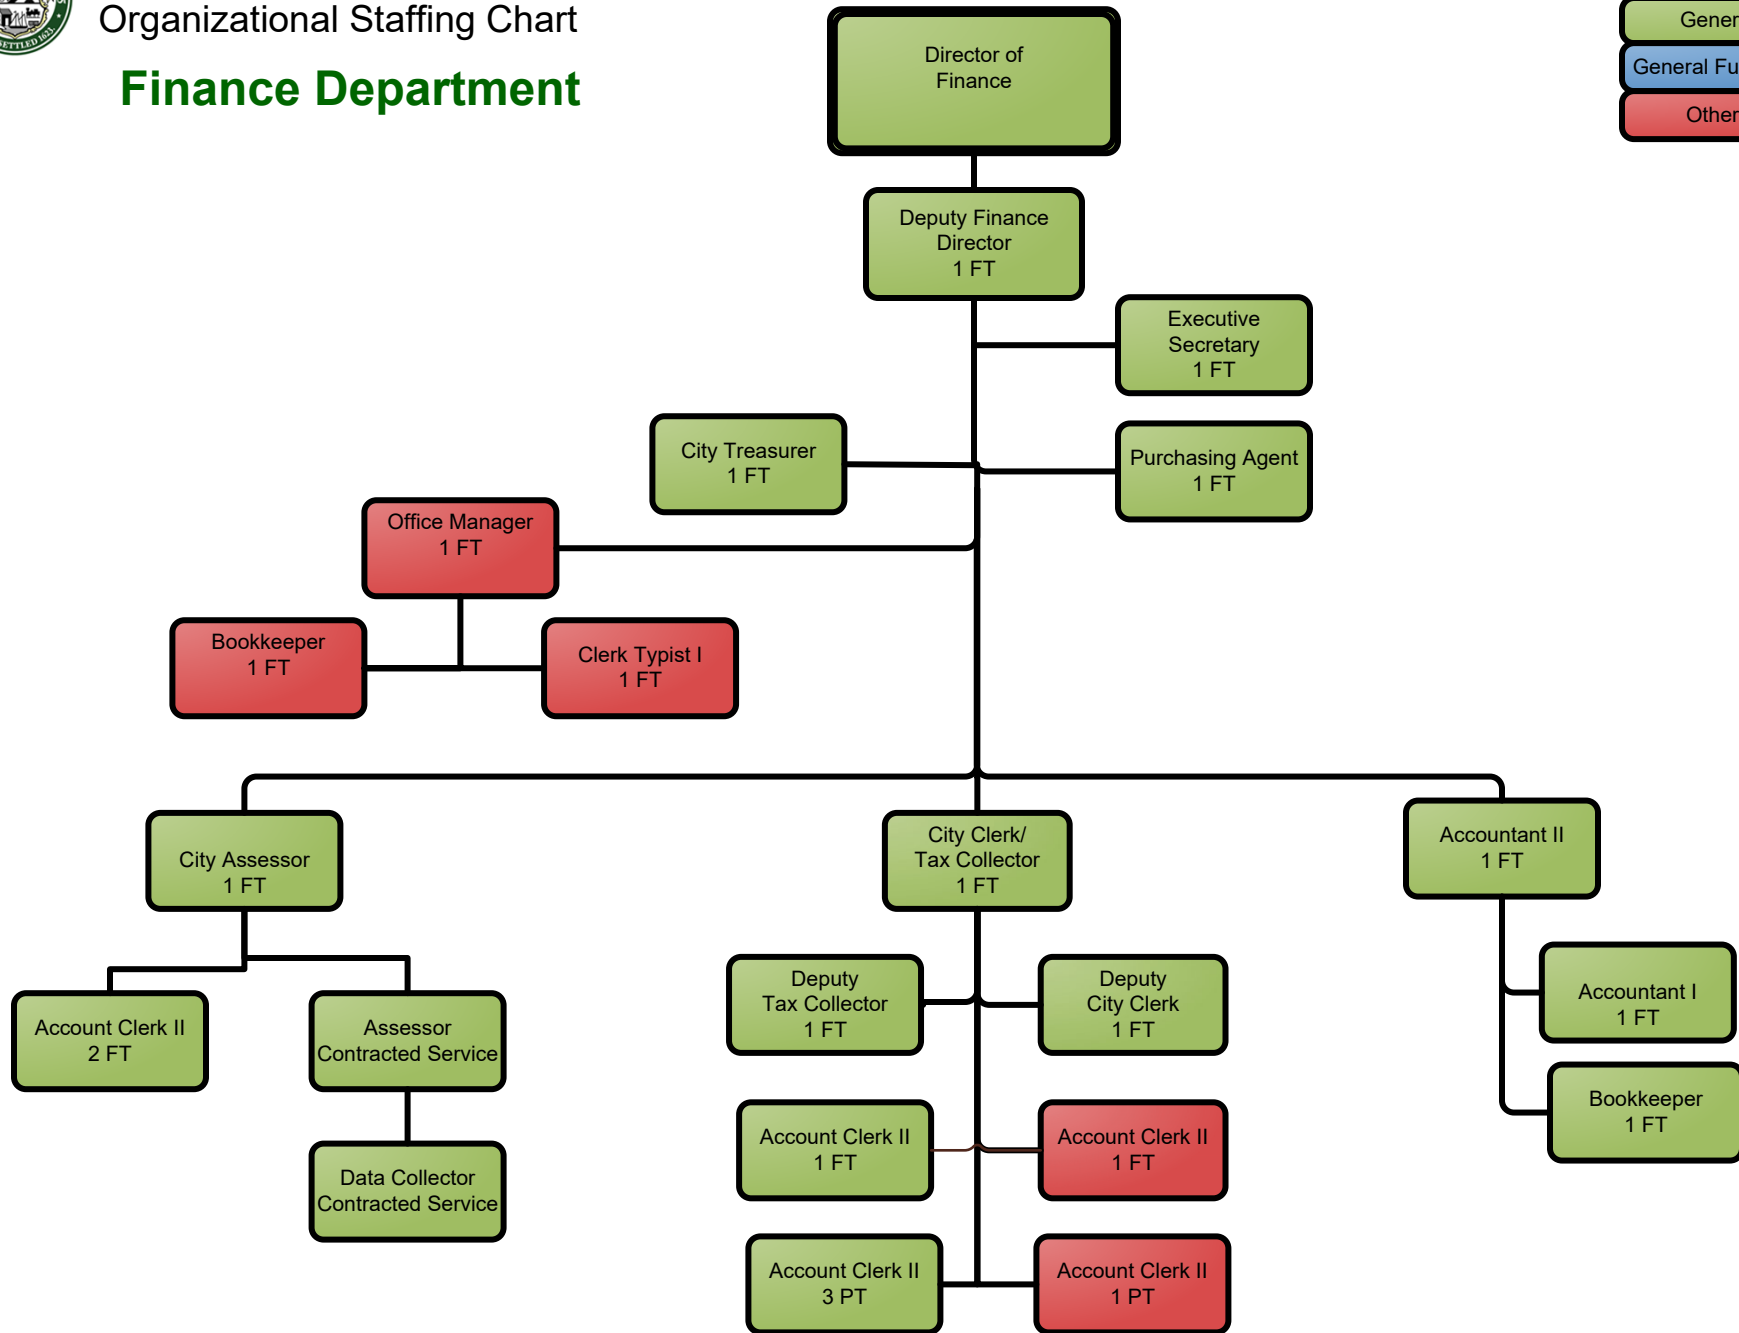 SETTLED 1623
Organizational Staffing Chart
Finance Department
Director of
Finance
General Fu
Other
Deputy Finance
Director
1 FT
Executive
Secretary
1 FT
City Treasurer
1 FT
Purchasing Agent
1 FT
Office Manager
1 FT
Bookkeeper
1 FT
Clerk Typist I
1 FT
City Assessor
1 FT
City Clerk/
Tax Collector
1 FT
Accountant II
1 FT
Account Clerk II
2 FT
Assessor
Contracted Service
Data Collector
Contracted Service
Deputy
Tax Collector
1 FT
Deputy
City Clerk
1 FT
Account Clerk II
1 FT
Account Clerk II
1 FT
Account Clerk II
3 PT
Account Clerk II
1 PT
Accountant I
1 FT
Bookkeeper
1 FT